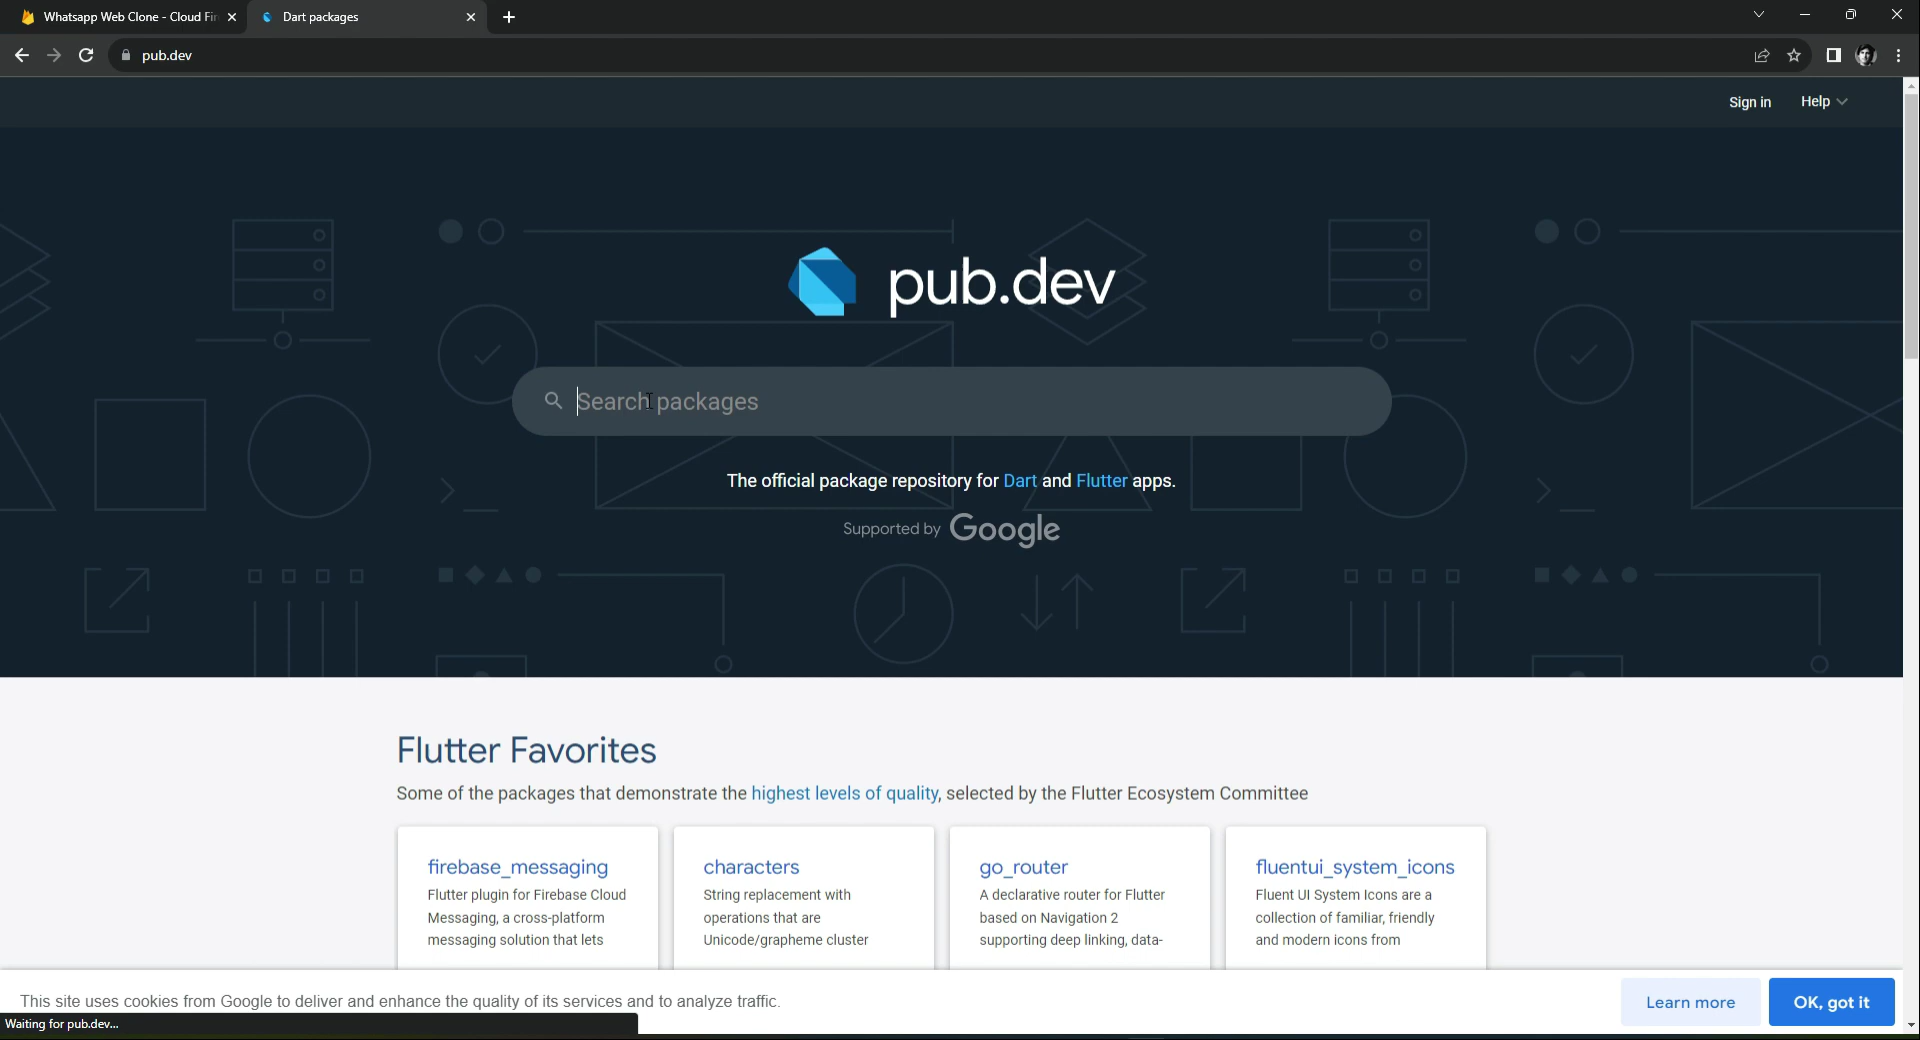 Whatsapp Web Clone - Cloud Fir
Dart packages
pub.dev
Sign in
Help
pub.dev
Search packages
The official package repository for Dart and Flutter apps.
Supported by Google
Flutter Favorites
Some of the packages that demonstrate the highest levels of quality, selected by the Flutter Ecosystem Committee
firebase_messaging
Flutter plugin for Firebase Cloud
Messaging, a cross-platform
messaging solution that lets
characters
String replacement with
operations that are
Unicode/grapheme cluster
go_router
A declarative router for Flutter
based on Navigation 2
supporting deep linking, data-
fluentui_system_icons
Fluent UI System Icons are a
collection of familiar, friendly
and modern icons from
This site uses cookies from Google to deliver and enhance the quality of its services and to analyze traffic.
Learn more
OK, got it
Waiting for pub.dev...